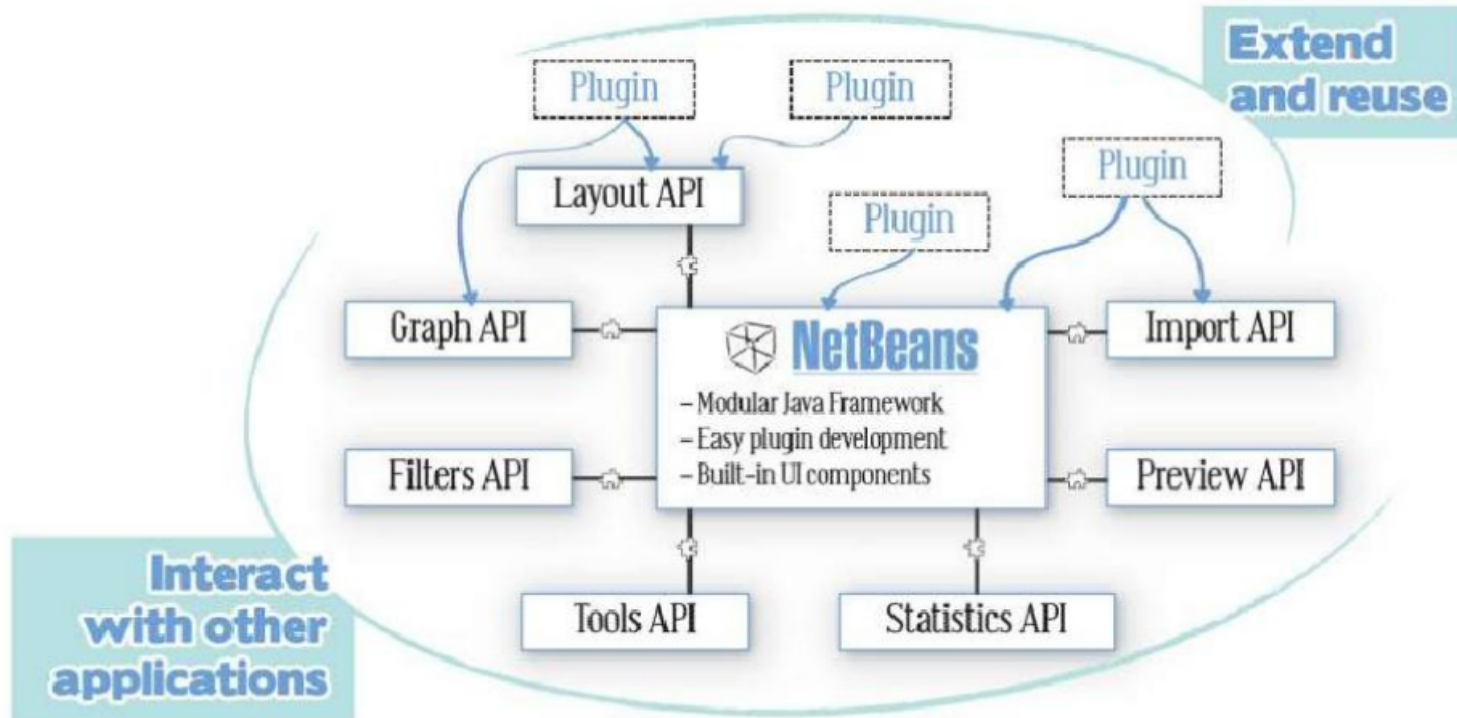 Extend
and reuse
Plugin
Plugin
Plugin
Layout API
Plugin
Graph API
NetBeans
– Modular Java Framework
– Easy plugin development
– Built-in UI components
Import API
Filters API
Preview API
Interact
with other
applications
Tools API
Statistics API